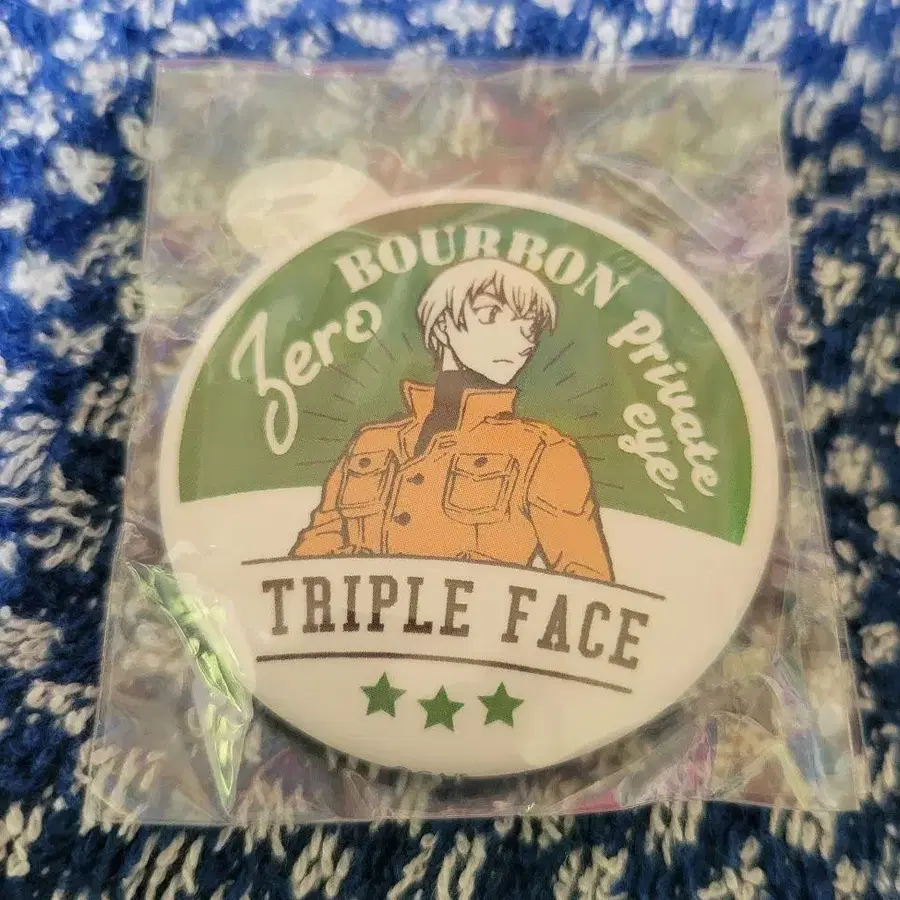 BOURBON
Zero
Private
eye,
TRIPLE FACE